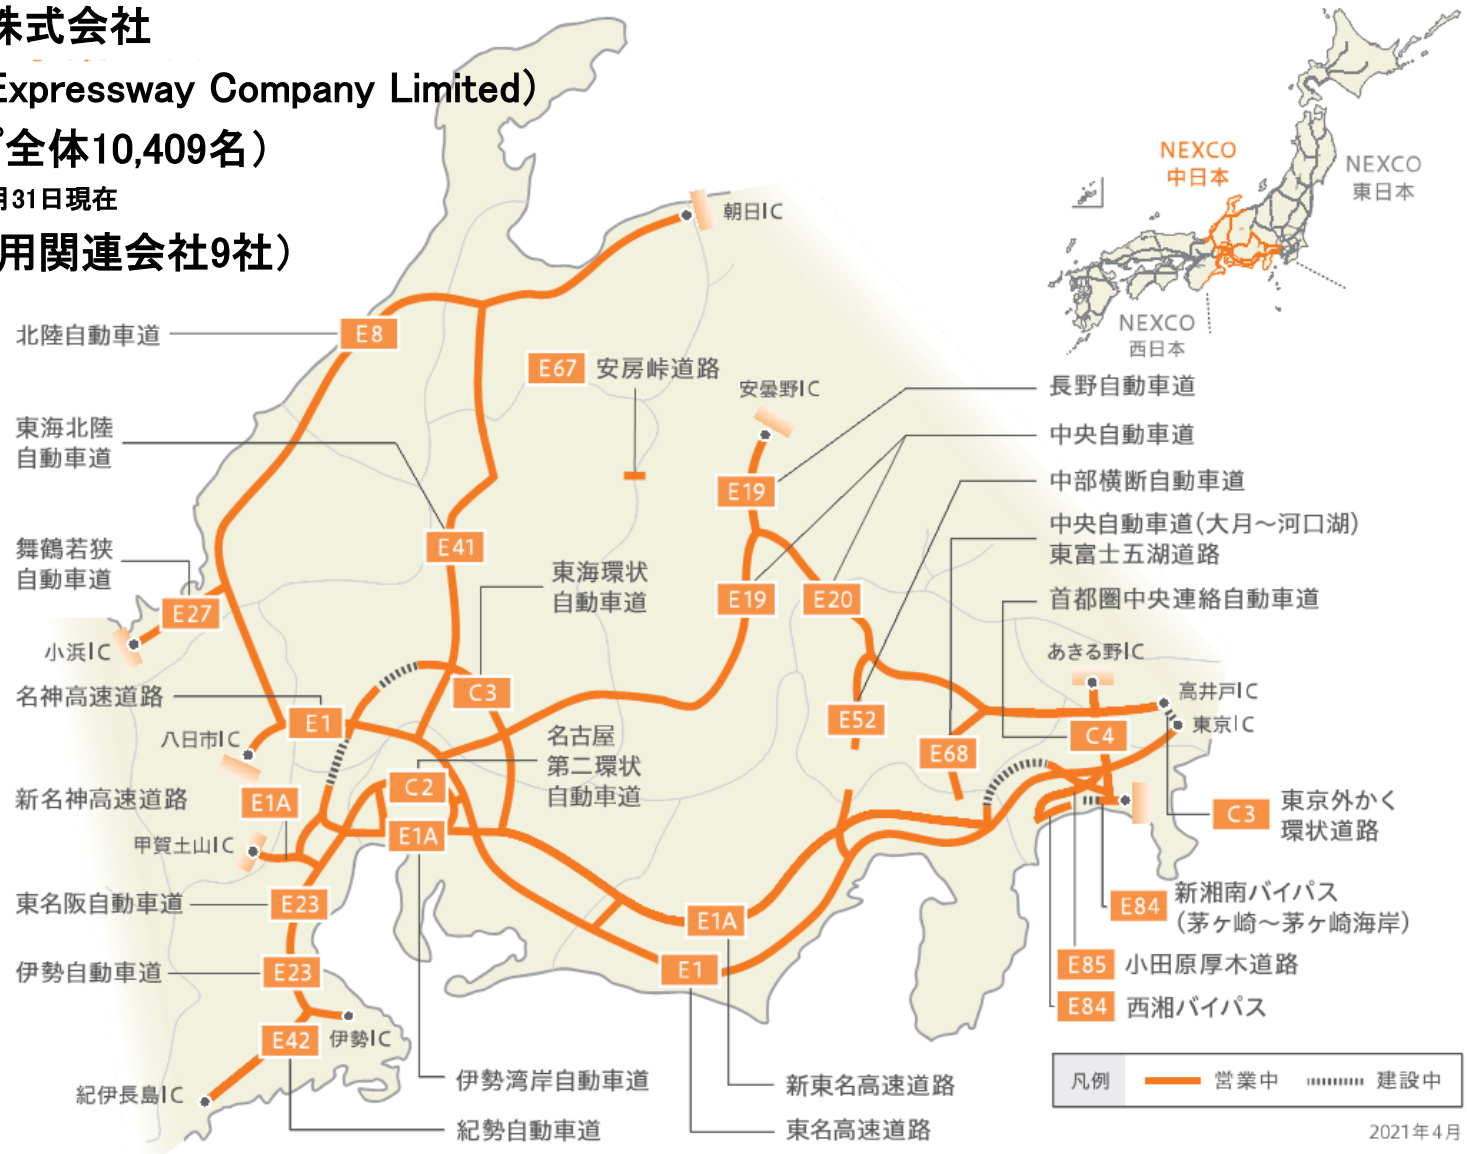 株式会社
Expressway Company Limited)
全体10,409名)
月31日現在
用関連会社9社)
NEXCO
中日本
NEXCO
東日本
NEXCO
西日本
朝日IC
北陸自動車道
E8
E67
安房峠道路
安曇野IC
長野自動車道
東海北陸
自動車道
中央自動車道
E19
中部横断自動車道
中央自動車道(大月～河口湖)
東富士五湖道路
舞鶴若狭
自動車道
E41
東海環状
自動車道
E27
E19
E20
首都圏中央連絡自動車道
小浜IC
あきる野IC
名神高速道路
C3
高井戸IC
E1
E52
東京IC
八日市IC
名古屋
第二環状
自動車道
E68
C4
新名神高速道路
E1A
C2
C3
東京外かく
環状道路
甲賀土山IC
E1A
東名阪自動車道
E23
E1A
E84
新湘南バイパス
(茅ヶ崎～茅ヶ崎海岸)
伊勢自動車道
E23
E1
E85
小田原厚木道路
E84
西湘バイパス
E42
伊勢IC
紀伊長島IC
伊勢湾岸自動車道
新東名高速道路
紀勢自動車道
東名高速道路
凡例
営業中
建設中
2021年4月